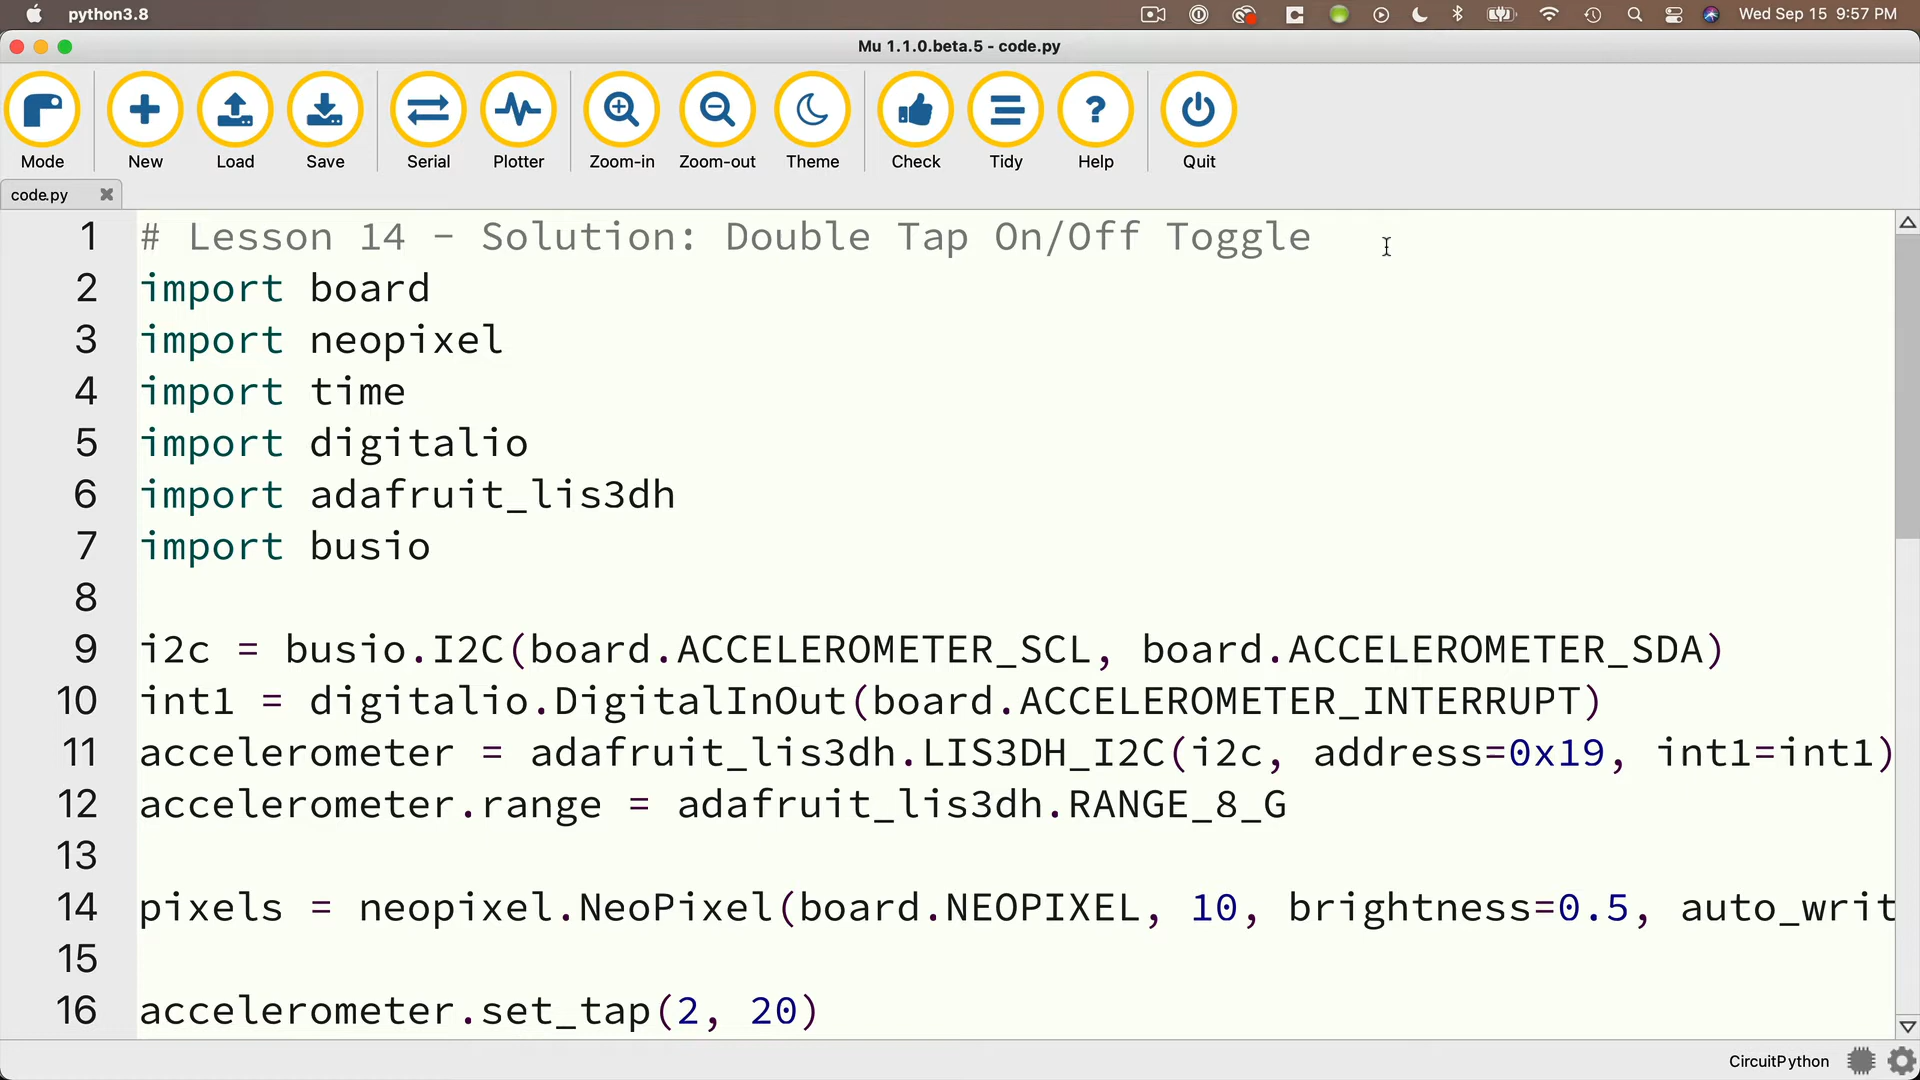 python3.8
Wed Sep 15 9:57 PM
Mu 1.1.0.beta.5 - code.py
Mode New Load Save Serial Plotter Zoom-in Zoom-out Theme Check Tidy Help Quit
code.py
1 # Lesson 14 - Solution: Double Tap On/Off Toggle
2 import board
3 import neopixel
4 import time
5 import digitalio
6 import adafruit_lis3dh
7 import busio
8
9 i2c = busio.I2C(board.ACCELEROMETER_SCL, board.ACCELEROMETER_SDA)
10 int1 = digitalio.DigitalInOut(board.ACCELEROMETER_INTERRUPT)
11 accelerometer = adafruit_lis3dh.LIS3DH_I2C(i2c, address=0x19, int1=int1)
12 accelerometer.range = adafruit_lis3dh.RANGE_8_G
13
14 pixels = neopixel.NeoPixel(board.NEOPIXEL, 10, brightness=0.5, auto_writ
15
16 accelerometer.set_tap(2, 20)
CircuitPython